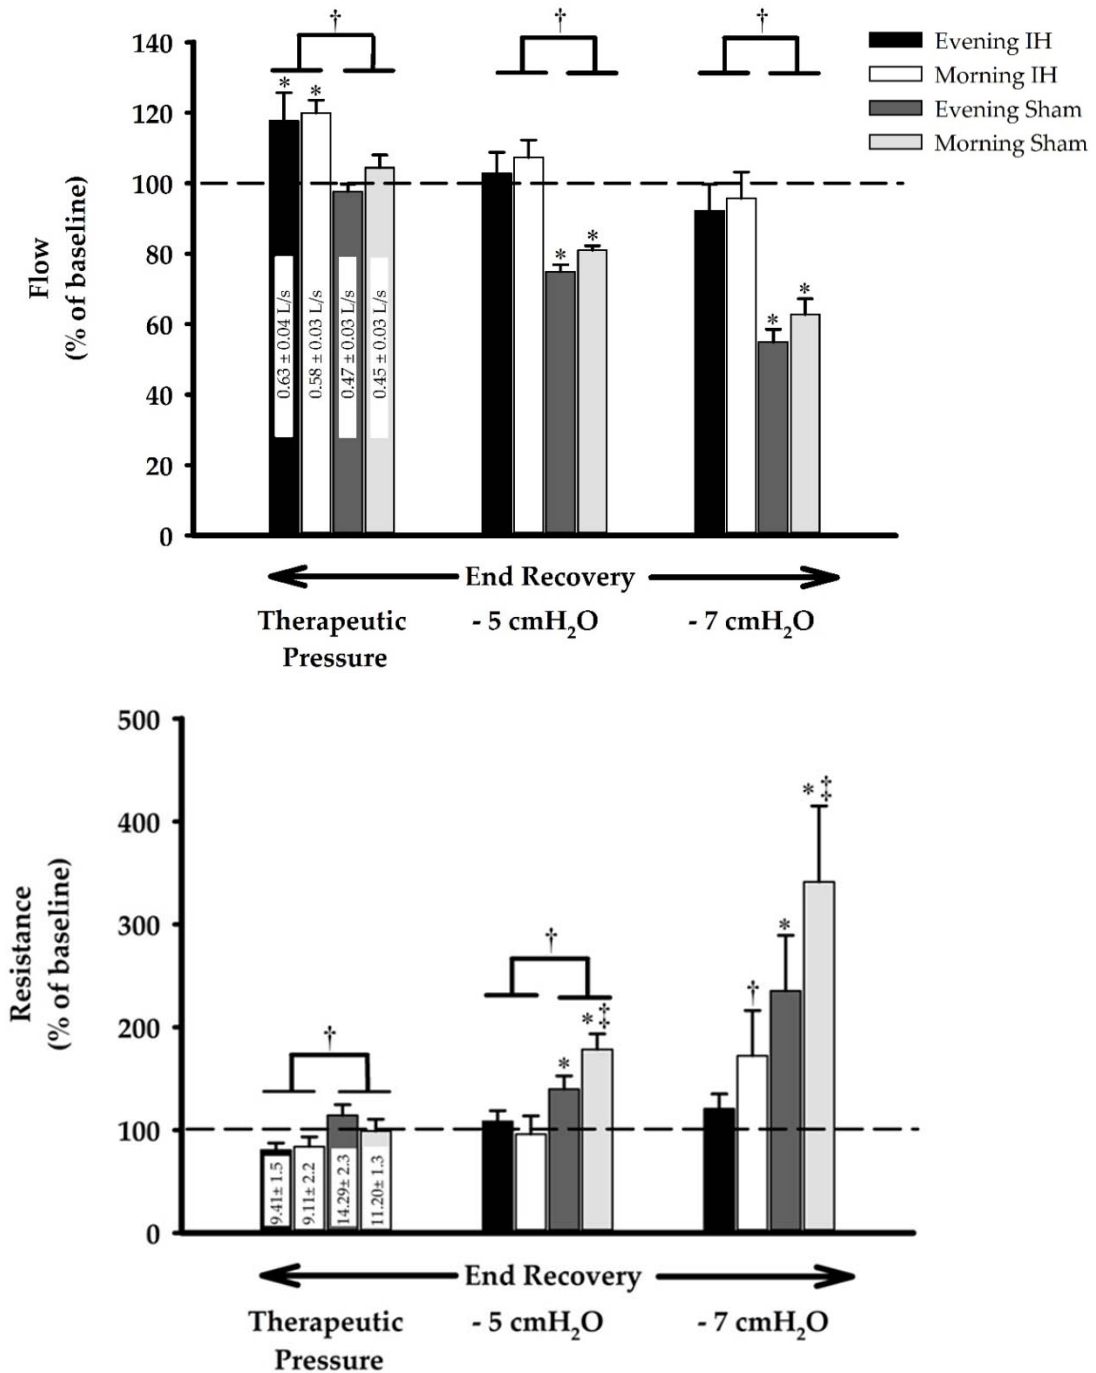 †
†
†
Evening IH
Morning IH
Evening Sham
Morning Sham
140
120
100
80
60
40
20
0
Flow
(% of baseline)
*
*
*
*
*
*
0.63 ± 0.04 L/s
0.58 ± 0.03 L/s
0.47 ± 0.03 L/s
0.45 ± 0.03 L/s
End Recovery
Therapeutic
Pressure
- 5 cmH₂O
- 7 cmH₂O
500
400
300
200
100
0
Resistance
(% of baseline)
†
†
*
* ‡
†
*
* ‡
9.41± 1.5
9.11± 2.2
14.29± 2.3
11.20± 1.3
End Recovery
Therapeutic
Pressure
- 5 cmH₂O
- 7 cmH₂O